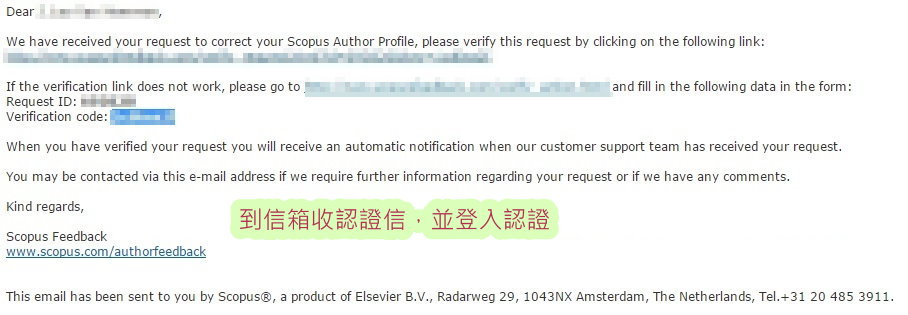 Dear ,
We have received your request to correct your Scopus Author Profile, please verify this request by clicking on the following link:
If the verification link does not work, please go to and fill in the following data in the form:
Request ID:
Verification code:
When you have verified your request you will receive an automatic notification when our customer support team has received your request.
You may be contacted via this e-mail address if we require further information regarding your request or if we have any comments.
Kind regards,
到信箱收認證信，並登入認證
Scopus Feedback
www.scopus.com/authorfeedback
This email has been sent to you by Scopus®, a product of Elsevier B.V., Radarweg 29, 1043NX Amsterdam, The Netherlands, Tel.+31 20 485 3911.